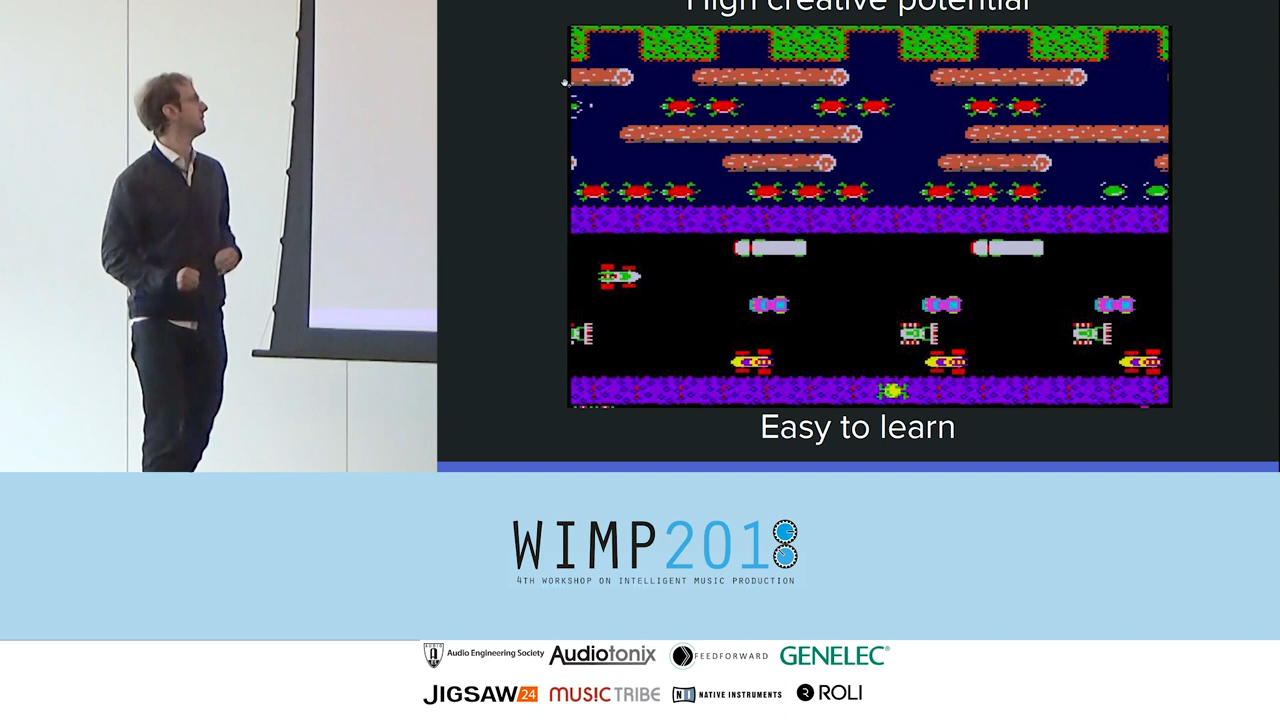 High creative potential
Easy to learn
WIMP2018
4TH WORKSHOP ON INTELLIGENT MUSIC PRODUCTION
Audio Engineering Society
AUDIOTONIX
FEEDFORWARD
GENELEC®
JIGSAW24
MUSIC TRIBE
NATIVE INSTRUMENTS
ROLI